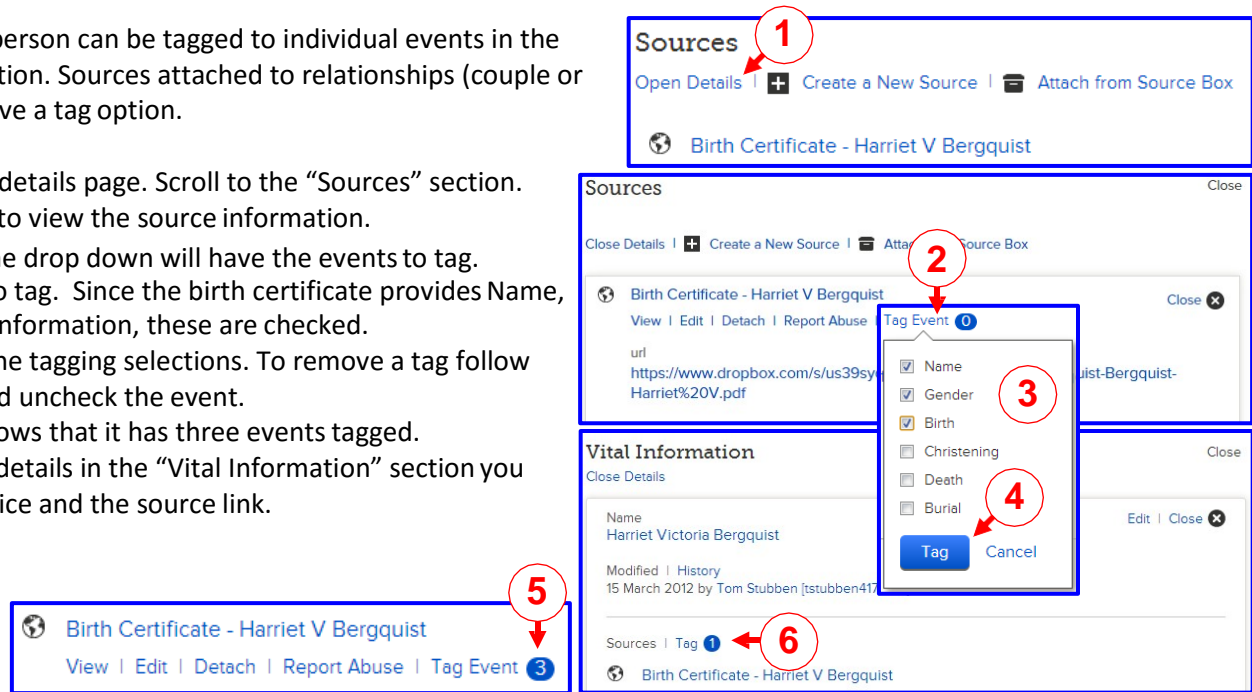 person can be tagged to individual events in the
tion. Sources attached to relationships (couple or
ve a tag option.
details page. Scroll to the “Sources” section.
to view the source information.
ne drop down will have the events to tag.
o tag. Since the birth certificate provides Name,
nformation, these are checked.
he tagging selections. To remove a tag follow
d uncheck the event.
ows that it has three events tagged.
details in the “Vital Information” section you
ice and the source link.
Sources
1
Open Details | Create a New Source | Attach from Source Box
Birth Certificate - Harriet V Bergquist
Sources Close
Close Details | Create a New Source | Atta ource Box
2
Birth Certificate - Harriet V Bergquist Close
View | Edit | Detach | Report Abuse | Tag Event 0
url
https://www.dropbox.com/s/us39sy uist-Bergquist-
Harriet%20V.pdf
Name
Gender
3
Birth
Christening
Death
Burial
4
Tag Cancel
Vital Information Close
Close Details
Name Edit | Close
Harriet Victoria Bergquist
Modified | History
15 March 2012 by Tom Stubben [tstubben417
Sources | Tag 1
6
Birth Certificate - Harriet V Bergquist
5
Birth Certificate - Harriet V Bergquist
View | Edit | Detach | Report Abuse | Tag Event 3